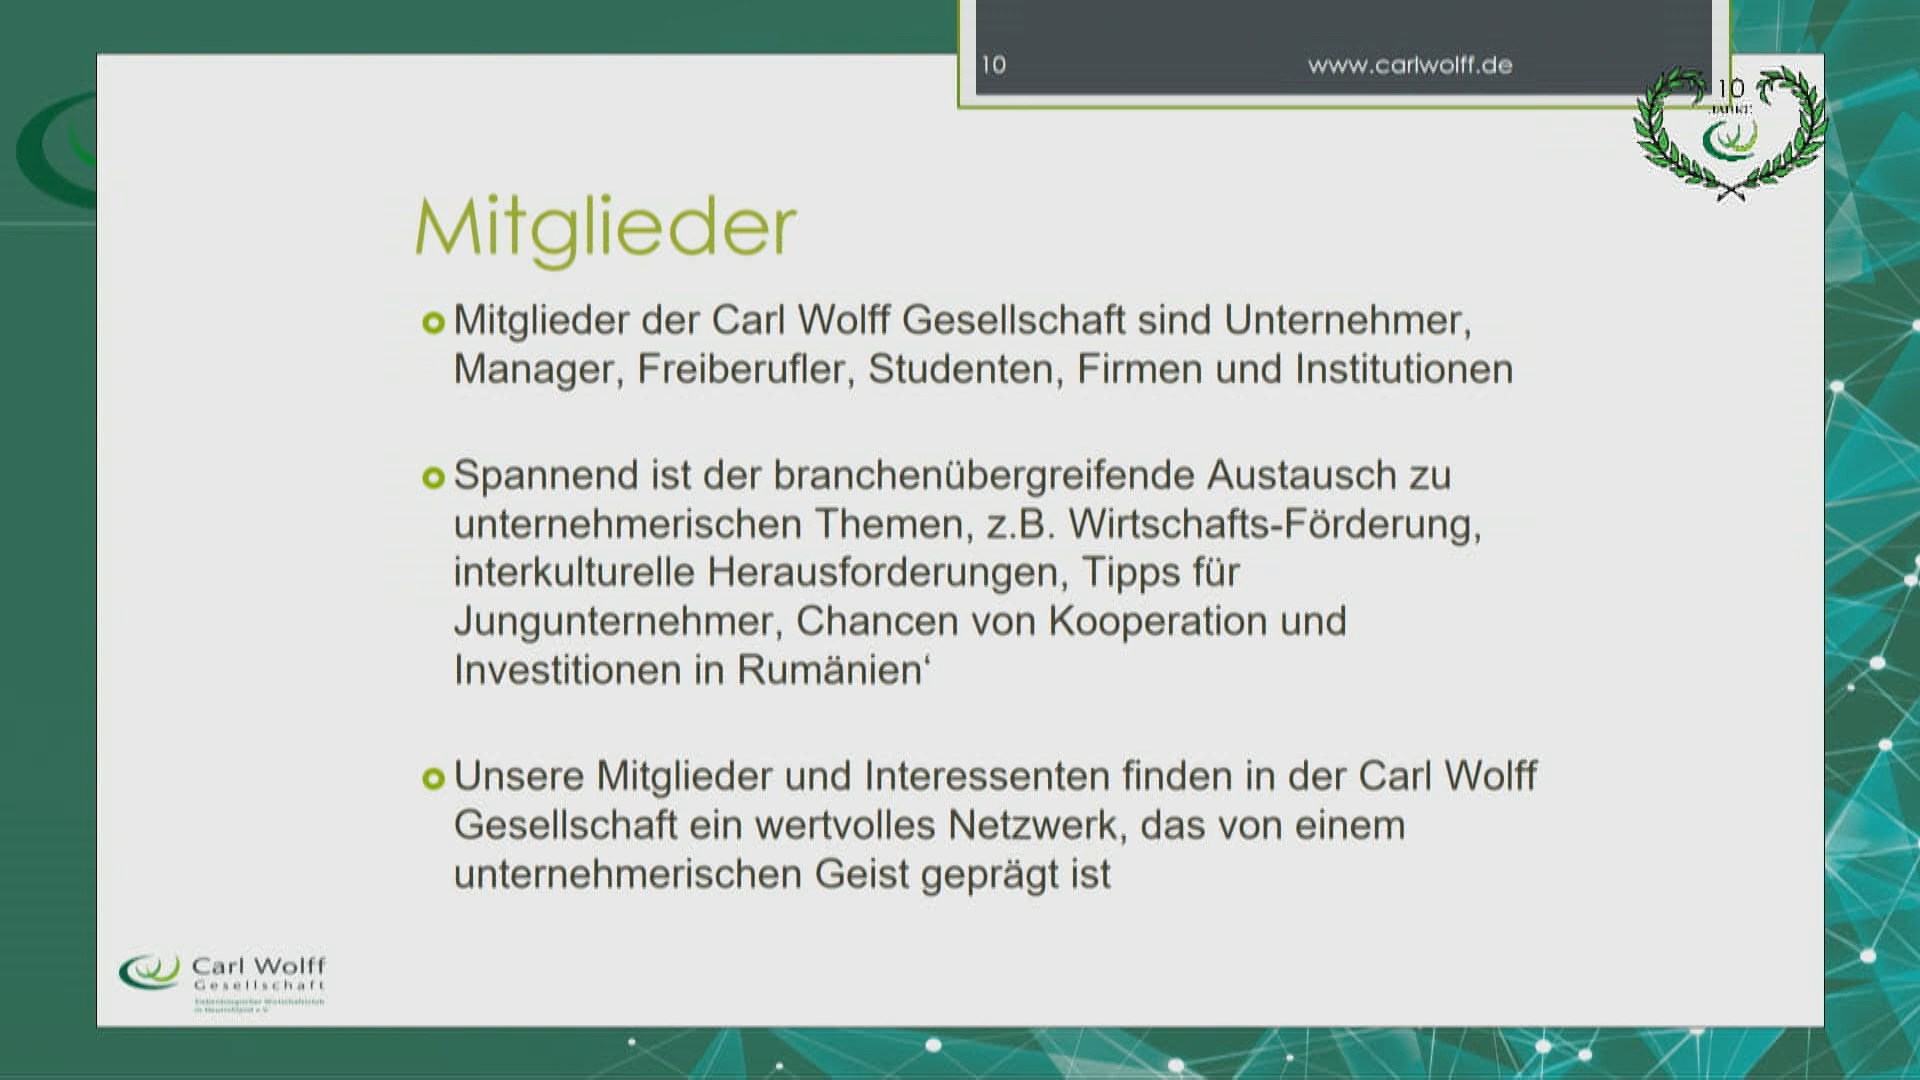 10
www.carlwolff.de
10
JAHRE
Mitglieder
Mitglieder der Carl Wolff Gesellschaft sind Unternehmer,
Manager, Freiberufler, Studenten, Firmen und Institutionen
Spannend ist der branchenübergreifende Austausch zu
unternehmerischen Themen, z.B. Wirtschafts-Förderung,
interkulturelle Herausforderungen, Tipps für
Jungunternehmer, Chancen von Kooperation und
Investitionen in Rumänien‘
Unsere Mitglieder und Interessenten finden in der Carl Wolff
Gesellschaft ein wertvolles Netzwerk, das von einem
unternehmerischen Geist geprägt ist
Carl Wolff
Gesellschaft